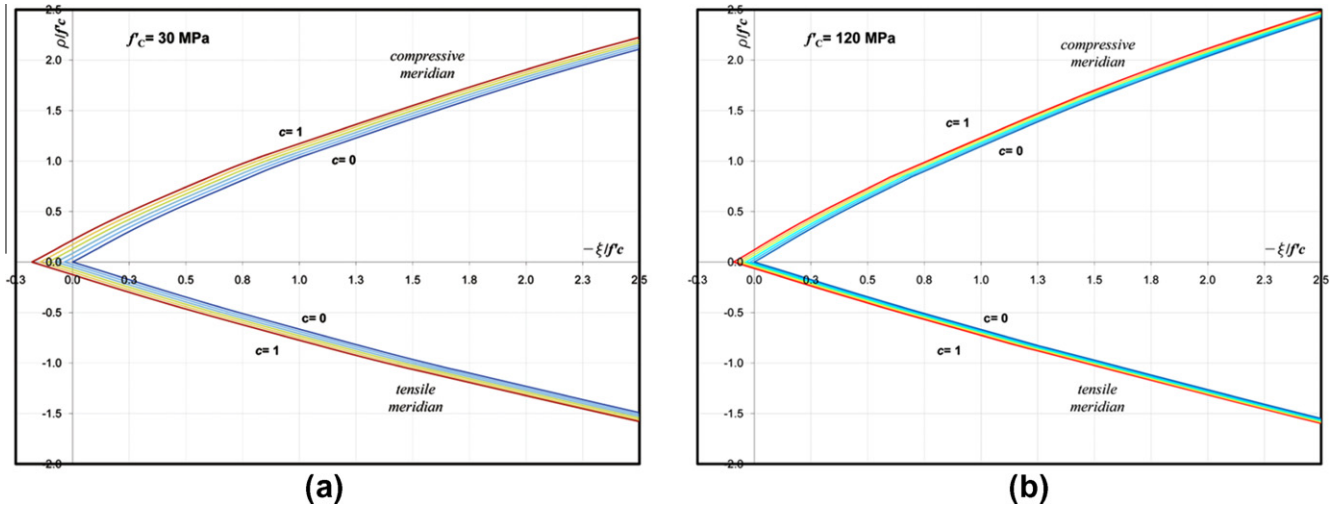 ρ/f'c
2.5
f'C= 30 MPa
compressive
meridian
2.0
1.5
c= 1
c= 0
1.0
0.5
−ξ/f'c
0.0
-0.3
0.0
0.3
0.5
0.8
1.0
1.3
1.5
1.8
2.0
2.3
2.5
-0.5
c= 0
c= 1
-1.0
tensile
meridian
-1.5
-2.0
(a)
ρ/f'c
2.5
f'C= 120 MPa
compressive
meridian
2.0
1.5
c= 1
c= 0
1.0
0.5
−ξ/f'c
0.0
-0.3
0.0
0.3
0.5
0.8
1.0
1.3
1.5
1.8
2.0
2.3
2.5
-0.5
c= 0
c= 1
-1.0
tensile
meridian
-1.5
-2.0
(b)